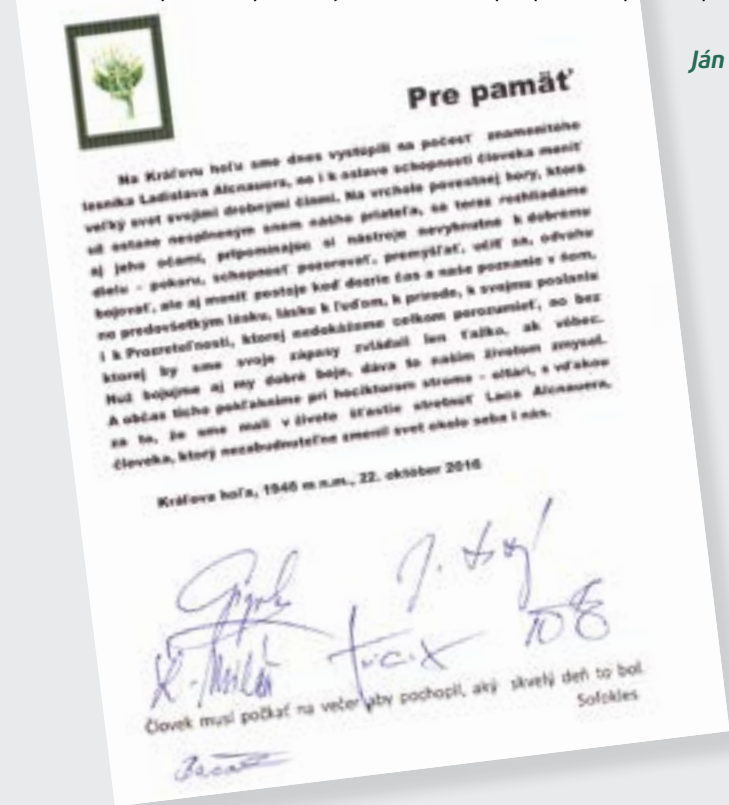 Ján
Pre pamäť
Na Kráľovu hoľu sme dnes vystúpili na počesť znamenitého
lesníka Ladislava Alcnauera, no i k oslave schopnosti človeka meniť
veľký svet svojimi drobnými činmi. Na vrchole povestnej hory, ktorá
už ostane nesplneným snom nášho priateľa, sa teraz rozhliadame
aj jeho očami, pripomínajúc si nástroje nevyhnutné k dobrému
dielu - pokoru, schopnosť pozorovať, premýšľať, učiť sa, odvahu
bojovať, ale aj meniť postoje keď dozrie čas a naše poznanie v ňom,
no predovšetkým lásku, lásku k ľuďom, k prírode, k svojmu poslaniu
i k Prozreteľnosti, ktorej nedokážeme celkom porozumieť, no bez
ktorej by sme svoje zápasy zvládali len ťažko, ak vôbec.
Nuž bojujme aj my dobré boje, dáva to našim životom zmysel.
A občas ticho pokľaknime pri hociktorom strome - oltári, s vďakou
za to, že sme mali v živote šťastie stretnúť Laca Alcnauera,
človeka, ktorý nezabudnuteľne zmenil svet okolo seba i nás.
Kráľova hoľa, 1946 m n.m., 22. október 2016
Človek musí počkať na večer aby pochopil, aký skvelý deň to bol.
Sofokles